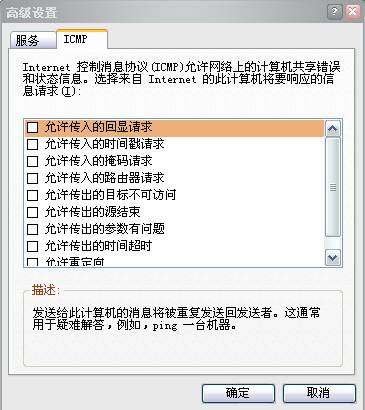 高级设置
服务 ICMP
Internet 控制消息协议(ICMP)允许网络上的计算机共享错误
和状态信息。选择来自 Internet 的此计算机将要响应的信
息请求(I):
允许传入的回显请求
允许传入的时间戳请求
允许传入的掩码请求
允许传入的路由器请求
允许传出的目标不可访问
允许传出的源结束
允许传出的参数有问题
允许传出的时间超时
允许重定向
描述:
发送给此计算机的消息将被重复发送回发送者。这通常
用于疑难解答，例如，ping 一台机器。
确定 取消